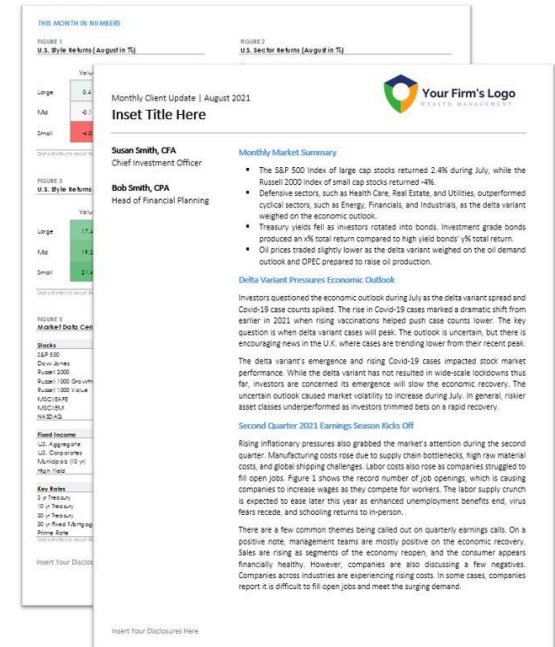 THIS MONTH IN NUMBERS
FIGURE 1
U.S. Style Returns (August in %)
FIGURE 2
U.S. Sector Returns (August in %)
Large
0.4
Mid
-0.1
Small
-4.0
FIGURE 3
U.S. Style Returns
Large
17.4
Mid
19.2
Small
21.4
FIGURE 5
Market Data Cen
Stocks
S&P 500
Dow Jones
Russell 2000
Russell 1000 Growth
Russell 1000 Value
MSCI EAFE
MSCI EM
NASDAQ
Fixed Income
U.S. Aggregate
U.S. Corporates
Municipals (10 yr)
High Yield
Key Rates
5 yr Treasury
10 yr Treasury
30 yr Treasury
30 yr Fixed Mortgag
Prime Rate
Insert Your Disclos
Monthly Client Update | August 2021
Inset Title Here
Your Firm's Logo
WEALTH MANAGEMENT
Susan Smith, CFA
Chief Investment Officer
Bob Smith, CPA
Head of Financial Planning
Monthly Market Summary
▪ The S&P 500 Index of large cap stocks returned 2.4% during July, while the
Russell 2000 Index of small cap stocks returned -4%.
▪ Defensive sectors, such as Health Care, Real Estate, and Utilities, outperformed
cyclical sectors, such as Energy, Financials, and Industrials, as the delta variant
weighed on the economic outlook.
▪ Treasury yields fell as investors rotated into bonds. Investment grade bonds
produced an x% total return compared to high yield bonds' y% total return.
▪ Oil prices traded slightly lower as the delta variant weighed on the oil demand
outlook and OPEC prepared to raise oil production.
Delta Variant Pressures Economic Outlook
Investors questioned the economic outlook during July as the delta variant spread and
Covid-19 case counts spiked. The rise in Covid-19 cases marked a dramatic shift from
earlier in 2021 when rising vaccinations helped push case counts lower. The key
question is when delta variant cases will peak. The outlook is uncertain, but there is
encouraging news in the U.K. where cases are trending lower from their recent peak.
The delta variant's emergence and rising Covid-19 cases impacted stock market
performance. While the delta variant has not resulted in wide-scale lockdowns thus
far, investors are concerned its emergence will slow the economic recovery. The
uncertain outlook caused market volatility to increase during July. In general, riskier
asset classes underperformed as investors trimmed bets on a rapid recovery.
Second Quarter 2021 Earnings Season Kicks Off
Rising inflationary pressures also grabbed the market's attention during the second
quarter. Manufacturing costs rose due to supply chain bottlenecks, high raw material
costs, and global shipping challenges. Labor costs also rose as companies struggled to
fill open jobs. Figure 1 shows the record number of job openings, which is causing
companies to increase wages as they compete for workers. The labor supply crunch
is expected to ease later this year as enhanced unemployment benefits end, virus
fears recede, and schooling returns to in-person.
There are a few common themes being called out on quarterly earnings calls. On a
positive note, management teams are mostly positive on the economic recovery.
Sales are rising as segments of the economy reopen, and the consumer appears
financially healthy. However, companies are also discussing a few negatives.
Companies across industries are experiencing rising costs. In some cases, companies
report it is difficult to fill open jobs and meet the surging demand.
Insert Your Disclosures Here